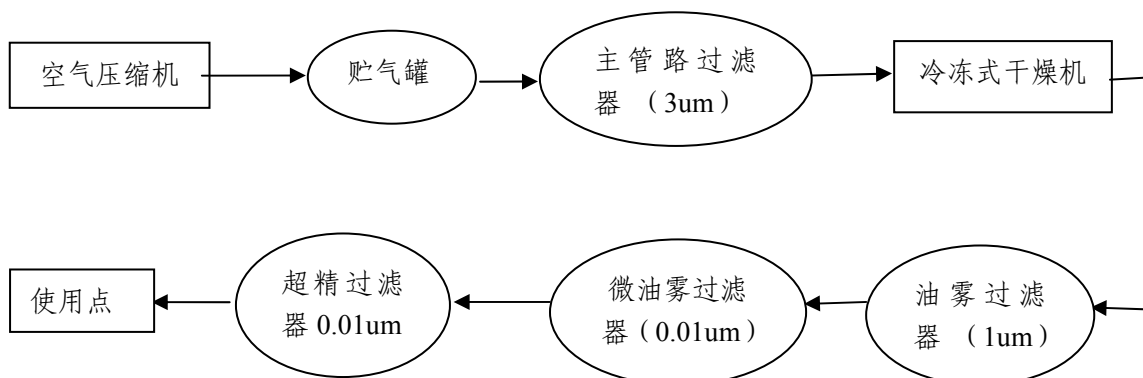 空气压缩机
贮气罐
主管路过滤
器 （3um）
冷冻式干燥机
油雾过滤
器 （1um）
微油雾过滤
器（0.01um）
超精过滤
器 0.01um
使用点